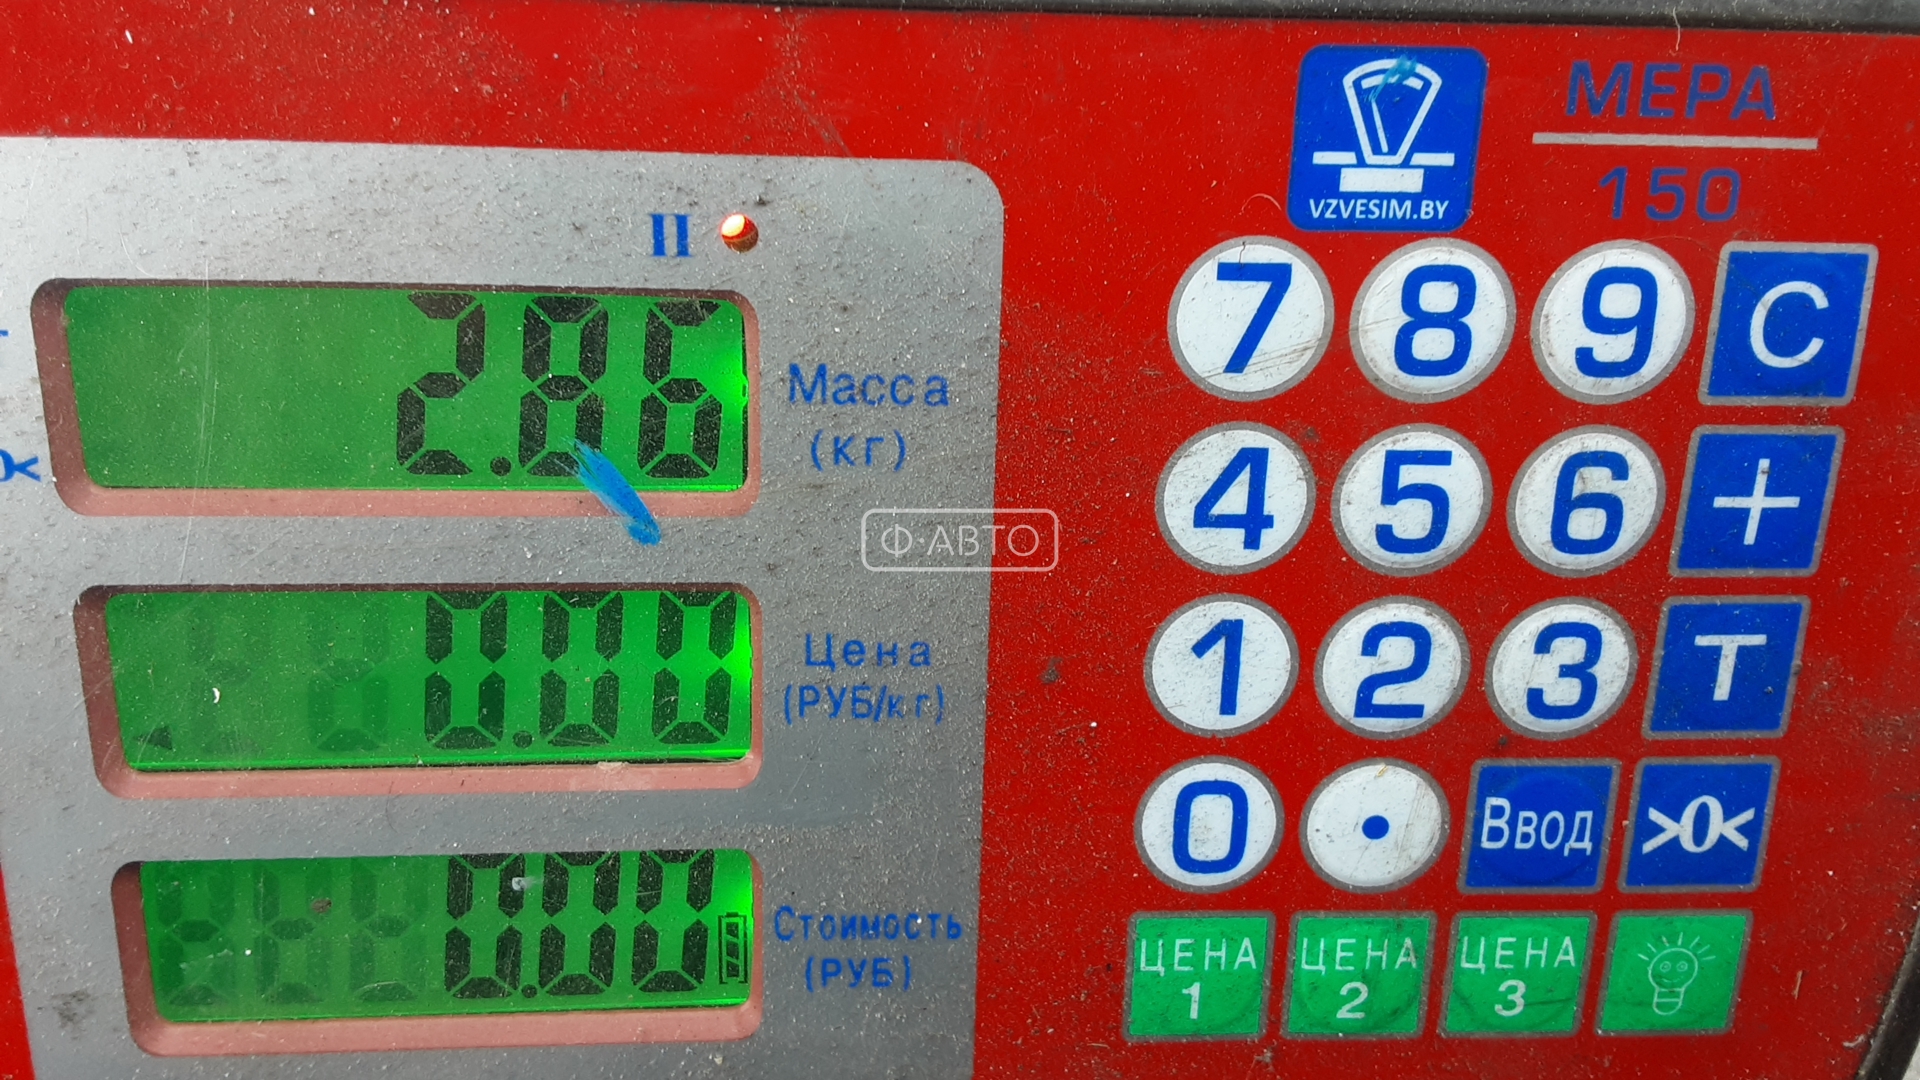 VZVESIM.BY
МЕРА
150
П
2.86
Масса
(кг)
0.00
Цена
(РУБ/кг)
0.00
Стоимость
(РУБ)
Ф·АВТО
7 8 9 C
4 5 6 +
1 2 3 T
0 . Ввод >0<
ЦЕНА 1
ЦЕНА 2
ЦЕНА 3